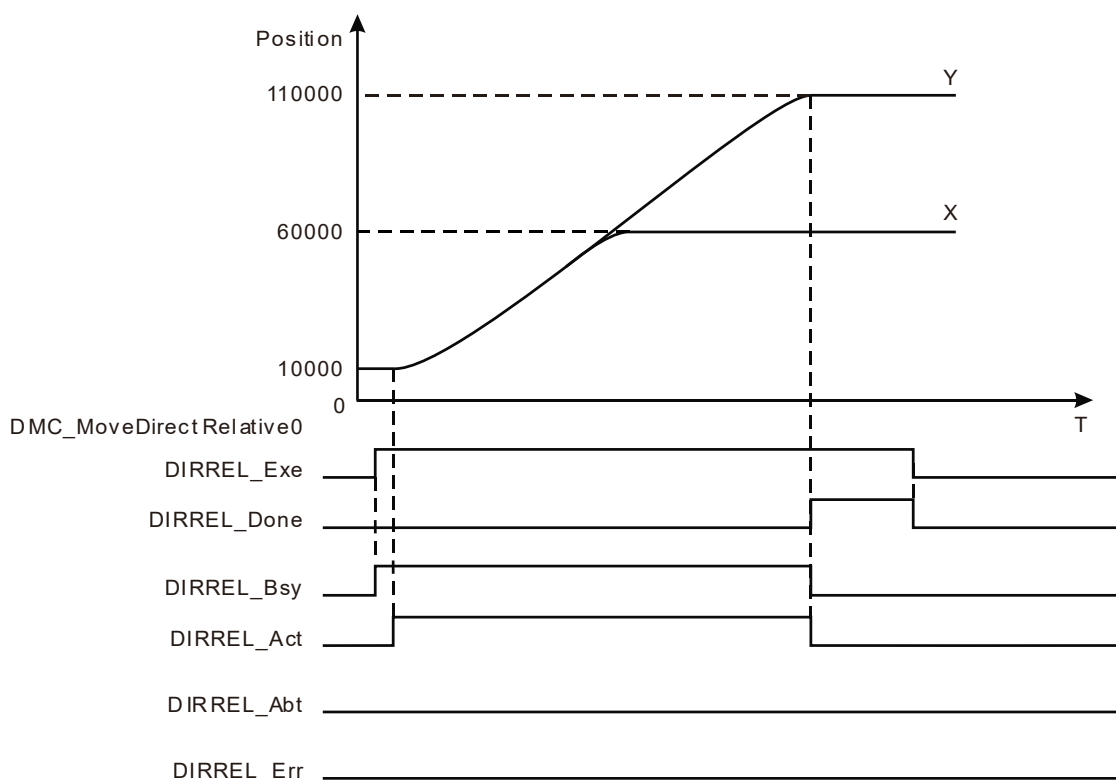 Position
110000
Y
60000
X
10000
0
T
DMC_MoveDirectRelative0
DIRREL_Exe
DIRREL_Done
DIRREL_Bsy
DIRREL_Act
DIRREL_Abt
DIRREL_Err